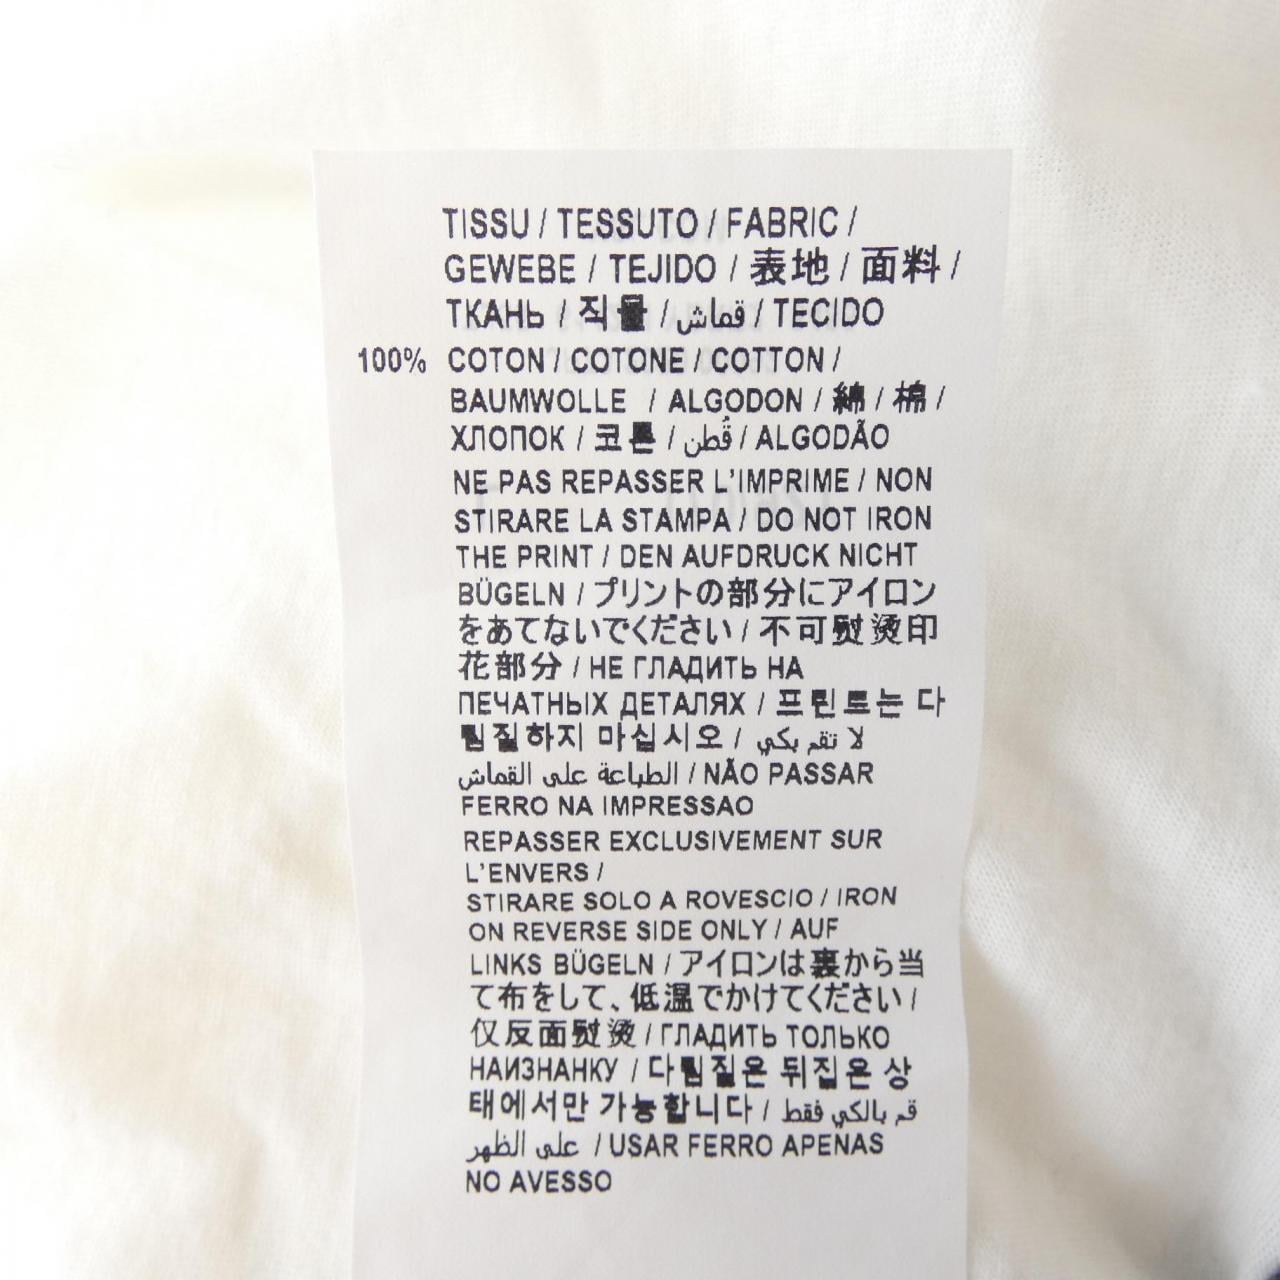 TISSU / TESSUTO / FABRIC /
GEWEBE / TEJIDO / 表地 / 面料 /
ТКАНЬ / 직물 / قماش / TECIDO
100% COTON / COTONE / COTTON /
BAUMWOLLE / ALGODON / 綿 / 棉 /
ХЛОПОК / 코튼 / قُطن / ALGODÃO
NE PAS REPASSER L'IMPRIME / NON
STIRARE LA STAMPA / DO NOT IRON
THE PRINT / DEN AUFDRUCK NICHT
BÜGELN / プリントの部分にアイロン
をあてないでください / 不可熨烫印
花部分 / НЕ ГЛАДИТЬ НА
ПЕЧАТНЫХ ДЕТАЛЯХ / 프린트는 다
림질하지 마십시오 / لا تقم بكي
الطباعة على القماش / NÃO PASSAR
FERRO NA IMPRESSAO
REPASSER EXCLUSIVEMENT SUR
L'ENVERS /
STIRARE SOLO A ROVESCIO / IRON
ON REVERSE SIDE ONLY / AUF
LINKS BÜGELN / アイロンは裏から当
て布をして、低温でかけてください /
仅反面熨烫 / ГЛАДИТЬ ТОЛЬКО
НАИЗНАНКУ / 다림질은 뒤집은 상
태에서만 가능합니다 / قم بالكي فقط
على الظهر / USAR FERRO APENAS
NO AVESSO